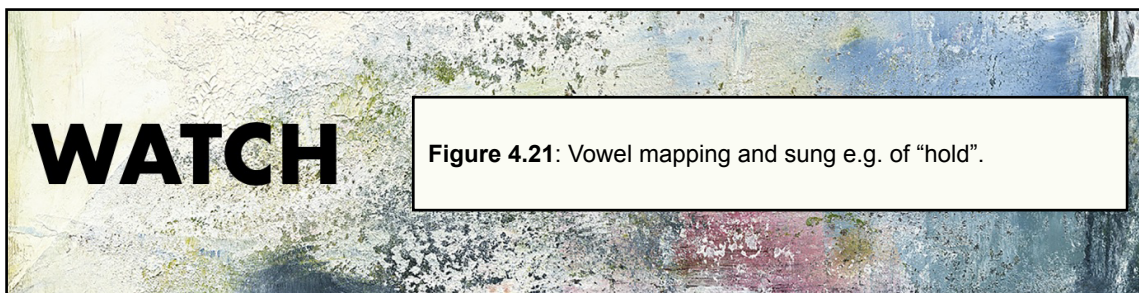 WATCH
Figure 4.21: Vowel mapping and sung e.g. of “hold”.